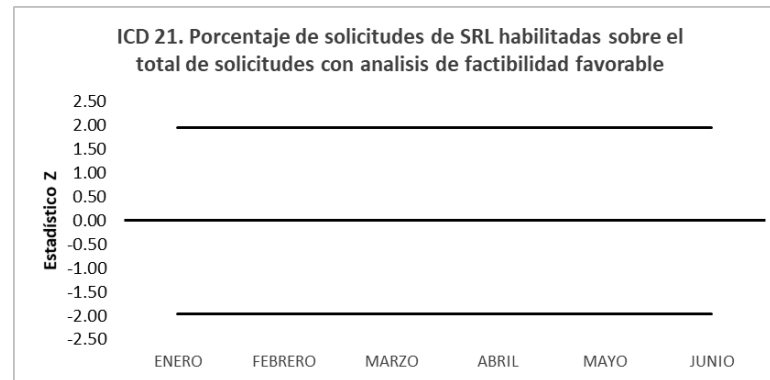 ICD 21. Porcentaje de solicitudes de SRL habilitadas sobre el
total de solicitudes con analisis de factibilidad favorable
Estadístico Z
2.50
2.00
1.50
1.00
0.50
0.00
-0.50
-1.00
-1.50
-2.00
-2.50
ENERO FEBRERO MARZO ABRIL MAYO JUNIO